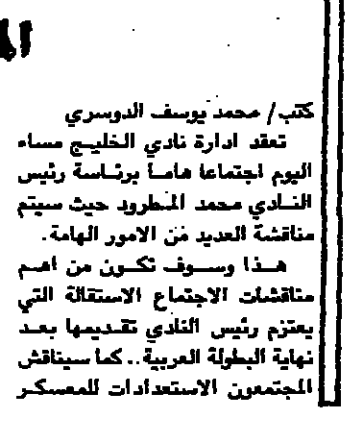 كتب/ محمد يوسف الدوسري
تعقد ادارة نادي الخليج مساء
اليوم اجتماعا هاما برئاسة رئيس
النادي محمد المطرود حيث سيتم
مناقشة العديد من الامور الهامة.
هذا وسوف تكون من اهم
مناقشات الاجتماع الاستقالة التي
يعتزم رئيس النادي تقديمها بعد
نهاية البطولة العربية.. كما سيناقش
المجتمعون الاستعدادات للمعسكر